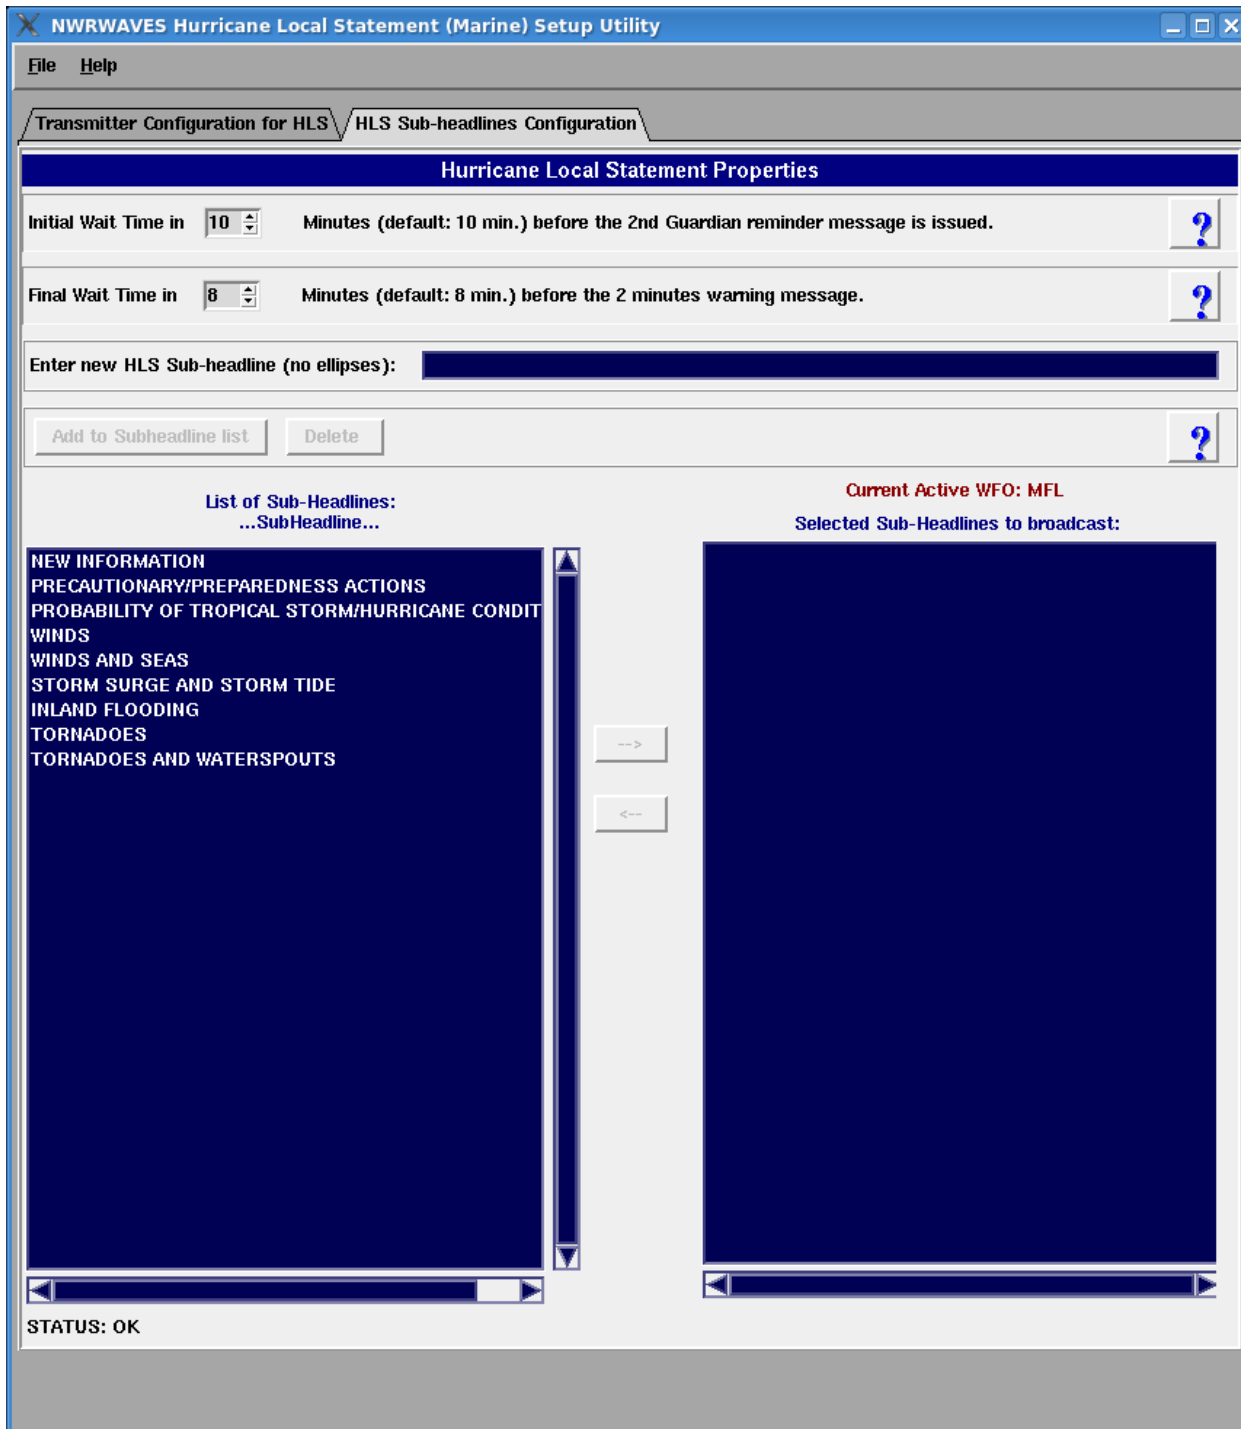 NWRWAVES Hurricane Local Statement (Marine) Setup Utility
File Help
Transmitter Configuration for HLS HLS Sub-headlines Configuration
Hurricane Local Statement Properties
Initial Wait Time in 10 Minutes (default: 10 min.) before the 2nd Guardian reminder message is issued. ?
Final Wait Time in 8 Minutes (default: 8 min.) before the 2 minutes warning message. ?
Enter new HLS Sub-headline (no ellipses):
Add to Subheadline list Delete ?
List of Sub-Headlines:
...SubHeadline...
NEW INFORMATION
PRECAUTIONARY/PREPAREDNESS ACTIONS
PROBABILITY OF TROPICAL STORM/HURRICANE CONDIT
WINDS
WINDS AND SEAS
STORM SURGE AND STORM TIDE
INLAND FLOODING
TORNADOES
TORNADOES AND WATERSPOUTS
-->
<--
Current Active WFO: MFL
Selected Sub-Headlines to broadcast:
STATUS: OK